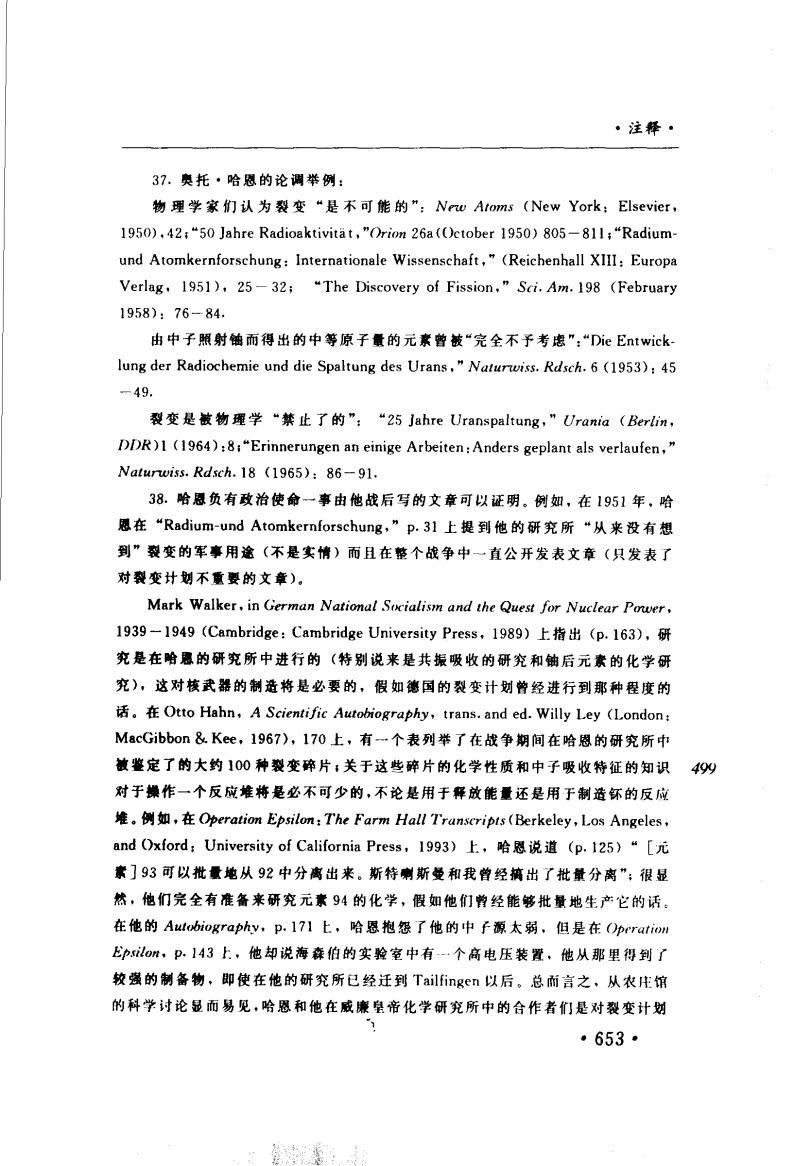 ·注释·
37. 奥托·哈恩的论调举例：
物理学家们认为裂变“是不可能的”：New Atoms (New York: Elsevier,
1950), 42；“50 Jahre Radioaktivität,” Orion 26a (October 1950) 805－811；“Radium-
und Atomkernforschung: Internationale Wissenschaft,” (Reichenhall XIII: Europa
Verlag, 1951), 25－32； “The Discovery of Fission,” Sci. Am. 198 (February
1958): 76－84.
由中子照射铀而得出的中等原子量的元素曾被“完全不予考虑”：“Die Entwick-
lung der Radiochemie und die Spaltung des Urans,” Naturwiss. Rdsch. 6 (1953): 45
－49.
裂变是被物理学“禁止了的”： “25 Jahre Uranspaltung,” Urania (Berlin,
DDR)1 (1964):8；“Erinnerungen an einige Arbeiten: Anders geplant als verlaufen,”
Naturwiss. Rdsch. 18 (1965): 86－91.
38. 哈恩负有政治使命一事由他战后写的文章可以证明。例如，在 1951 年，哈
恩在 “Radium-und Atomkernforschung,” p. 31 上提到他的研究所“从来没有想
到”裂变的军事用途（不是实情）而且在整个战争中一直公开发表文章（只发表了
对裂变计划不重要的文章）。
Mark Walker, in German National Socialism and the Quest for Nuclear Power,
1939－1949 (Cambridge: Cambridge University Press, 1989) 上指出 (p. 163)，研
究是在哈恩的研究所中进行的（特别说来是共振吸收的研究和铀后元素的化学研
究），这对核武器的制造将是必要的，假如德国的裂变计划曾经进行到那种程度的
话。在 Otto Hahn, A Scientific Autobiography, trans. and ed. Willy Ley (London:
MacGibbon & Kee, 1967), 170 上，有一个表列举了在战争期间在哈恩的研究所中
被鉴定了的大约 100 种裂变碎片；关于这些碎片的化学性质和中子吸收特征的知识
499
对于操作一个反应堆将是必不可少的，不论是用于释放能量还是用于制造钚的反应
堆。例如，在 Operation Epsilon: The Farm Hall Transcripts (Berkeley, Los Angeles,
and Oxford: University of California Press, 1993) 上，哈恩说道 (p. 125) “［元
素］93 可以批量地从 92 中分离出来。斯特喇斯曼和我曾经搞出了批量分离”；很显
然，他们完全有准备来研究元素 94 的化学，假如他们曾经能够批量地生产它的话。
在他的 Autobiography, p. 171 上，哈恩抱怨了他的中子源太弱，但是在 Operation
Epsilon, p. 143 上，他却说海森伯的实验室中有一个高电压装置，他从那里得到了
较强的制备物，即使在他的研究所已经迁到 Tailfingen 以后。总而言之，从农庄馆
的科学讨论显而易见，哈恩和他在威廉皇帝化学研究所中的合作者们是对裂变计划
·653·